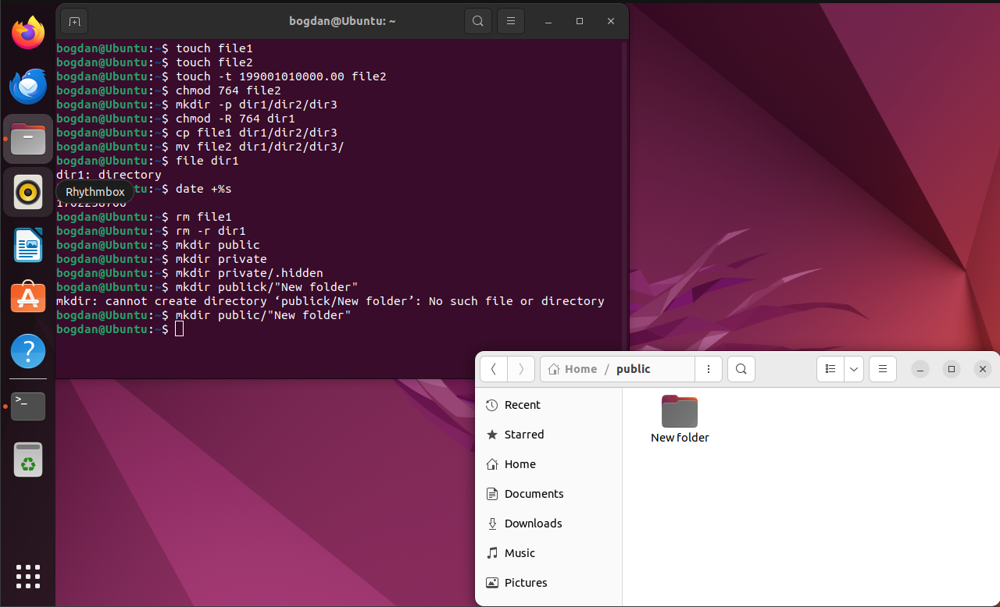 bogdan@Ubuntu: ~
bogdan@Ubuntu:~$ touch file1
bogdan@Ubuntu:~$ touch file2
bogdan@Ubuntu:~$ touch -t 199001010000.00 file2
bogdan@Ubuntu:~$ chmod 764 file2
bogdan@Ubuntu:~$ mkdir -p dir1/dir2/dir3
bogdan@Ubuntu:~$ chmod -R 764 dir1
bogdan@Ubuntu:~$ cp file1 dir1/dir2/dir3
bogdan@Ubuntu:~$ mv file2 dir1/dir2/dir3/
bogdan@Ubuntu:~$ file dir1
dir1: directory
Rhythmbox
tu:~$ date +%s
bogdan@Ubuntu:~$ rm file1
bogdan@Ubuntu:~$ rm -r dir1
bogdan@Ubuntu:~$ mkdir public
bogdan@Ubuntu:~$ mkdir private
bogdan@Ubuntu:~$ mkdir private/.hidden
bogdan@Ubuntu:~$ mkdir publick/"New folder"
mkdir: cannot create directory ‘publick/New folder’: No such file or directory
bogdan@Ubuntu:~$ mkdir public/"New folder"
bogdan@Ubuntu:~$
>_
Home / public
Recent
Starred
Home
Documents
Downloads
Music
Pictures
New folder